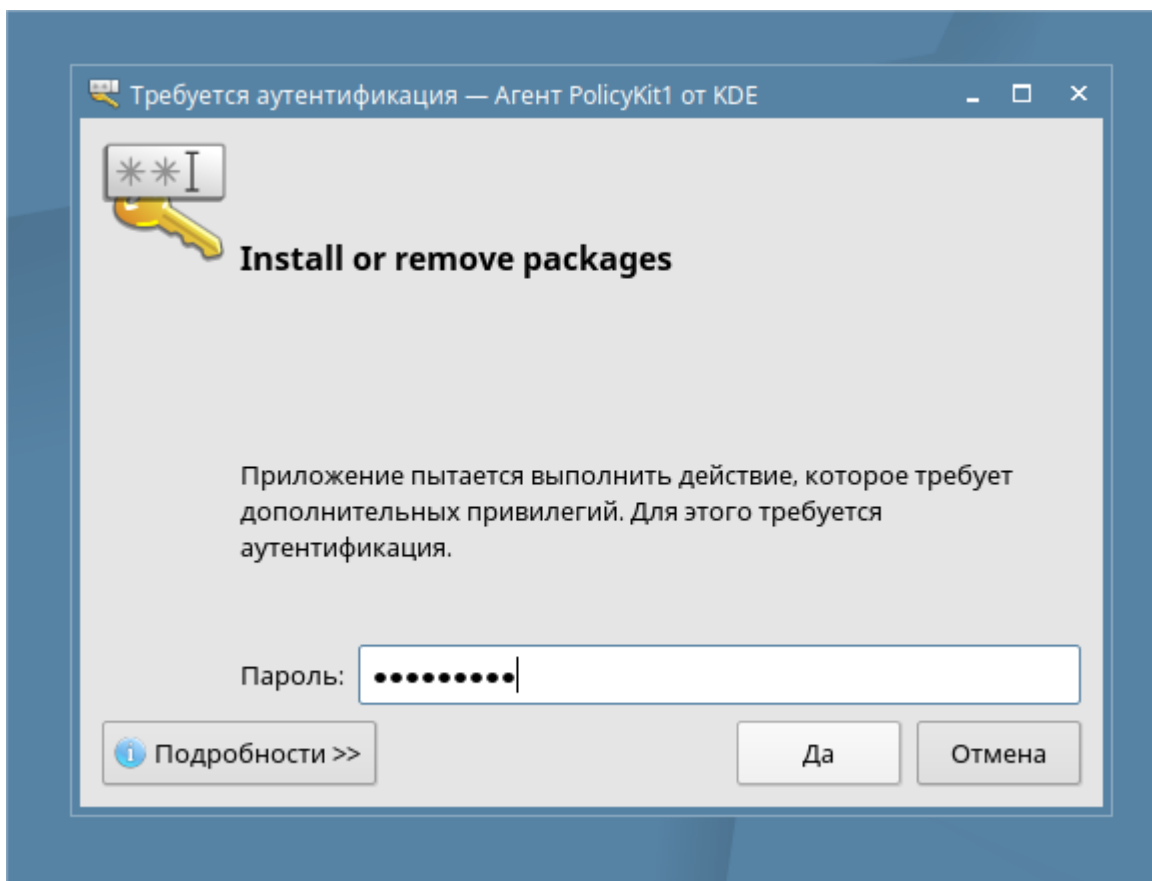 Требуется аутентификация — Агент PolicyKit1 от KDE
Install or remove packages
Приложение пытается выполнить действие, которое требует
дополнительных привилегий. Для этого требуется
аутентификация.
Пароль: •••••••••
Подробности >>
Да
Отмена